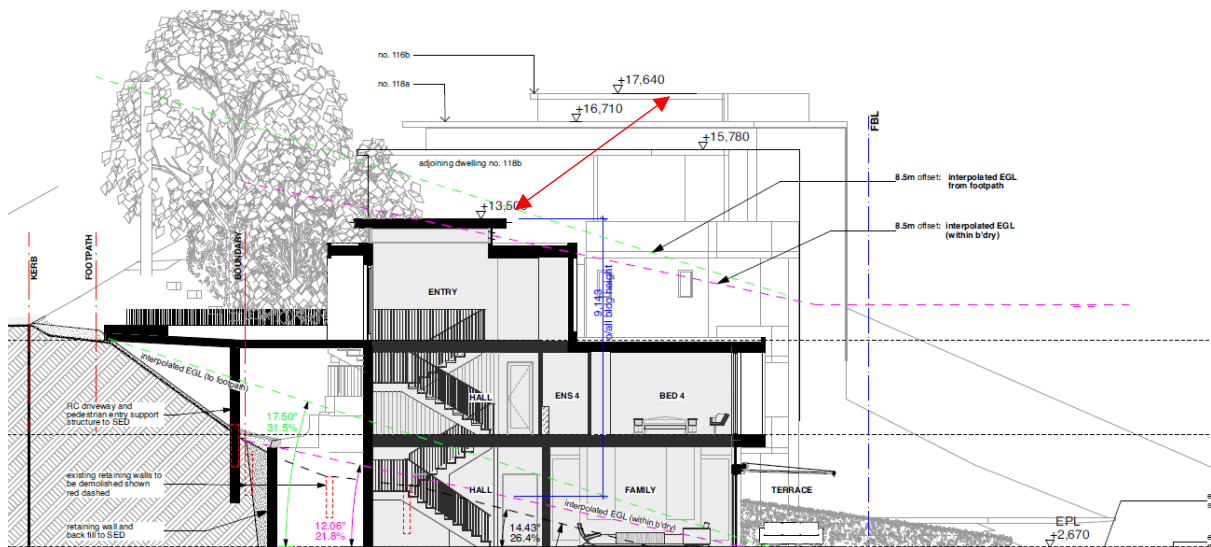 no. 116b
+17,640
no. 118a
+16,710
+15,780
FBL
adjoining dwelling no. 118b
8.5m offset: interpolated EGL
from footpath
+13,500
8.5m offset: interpolated EGL
(within b'dry)
KERB
FOOTPATH
BOUNDARY
ENTRY
9,143
o/all bldg height
interpolated EGL (to footpath)
HALL
ENS 4
BED 4
RC driveway and
pedestrian entry support
structure to SED
17.50°
31.5%
existing retaining walls to
be demolished shown
red dashed
HALL
FAMILY
TERRACE
interpolated EGL (within b'dry)
retaining wall and
back fill to SED
12.06°
21.8%
14.43°
26.4%
EPL
+2,670